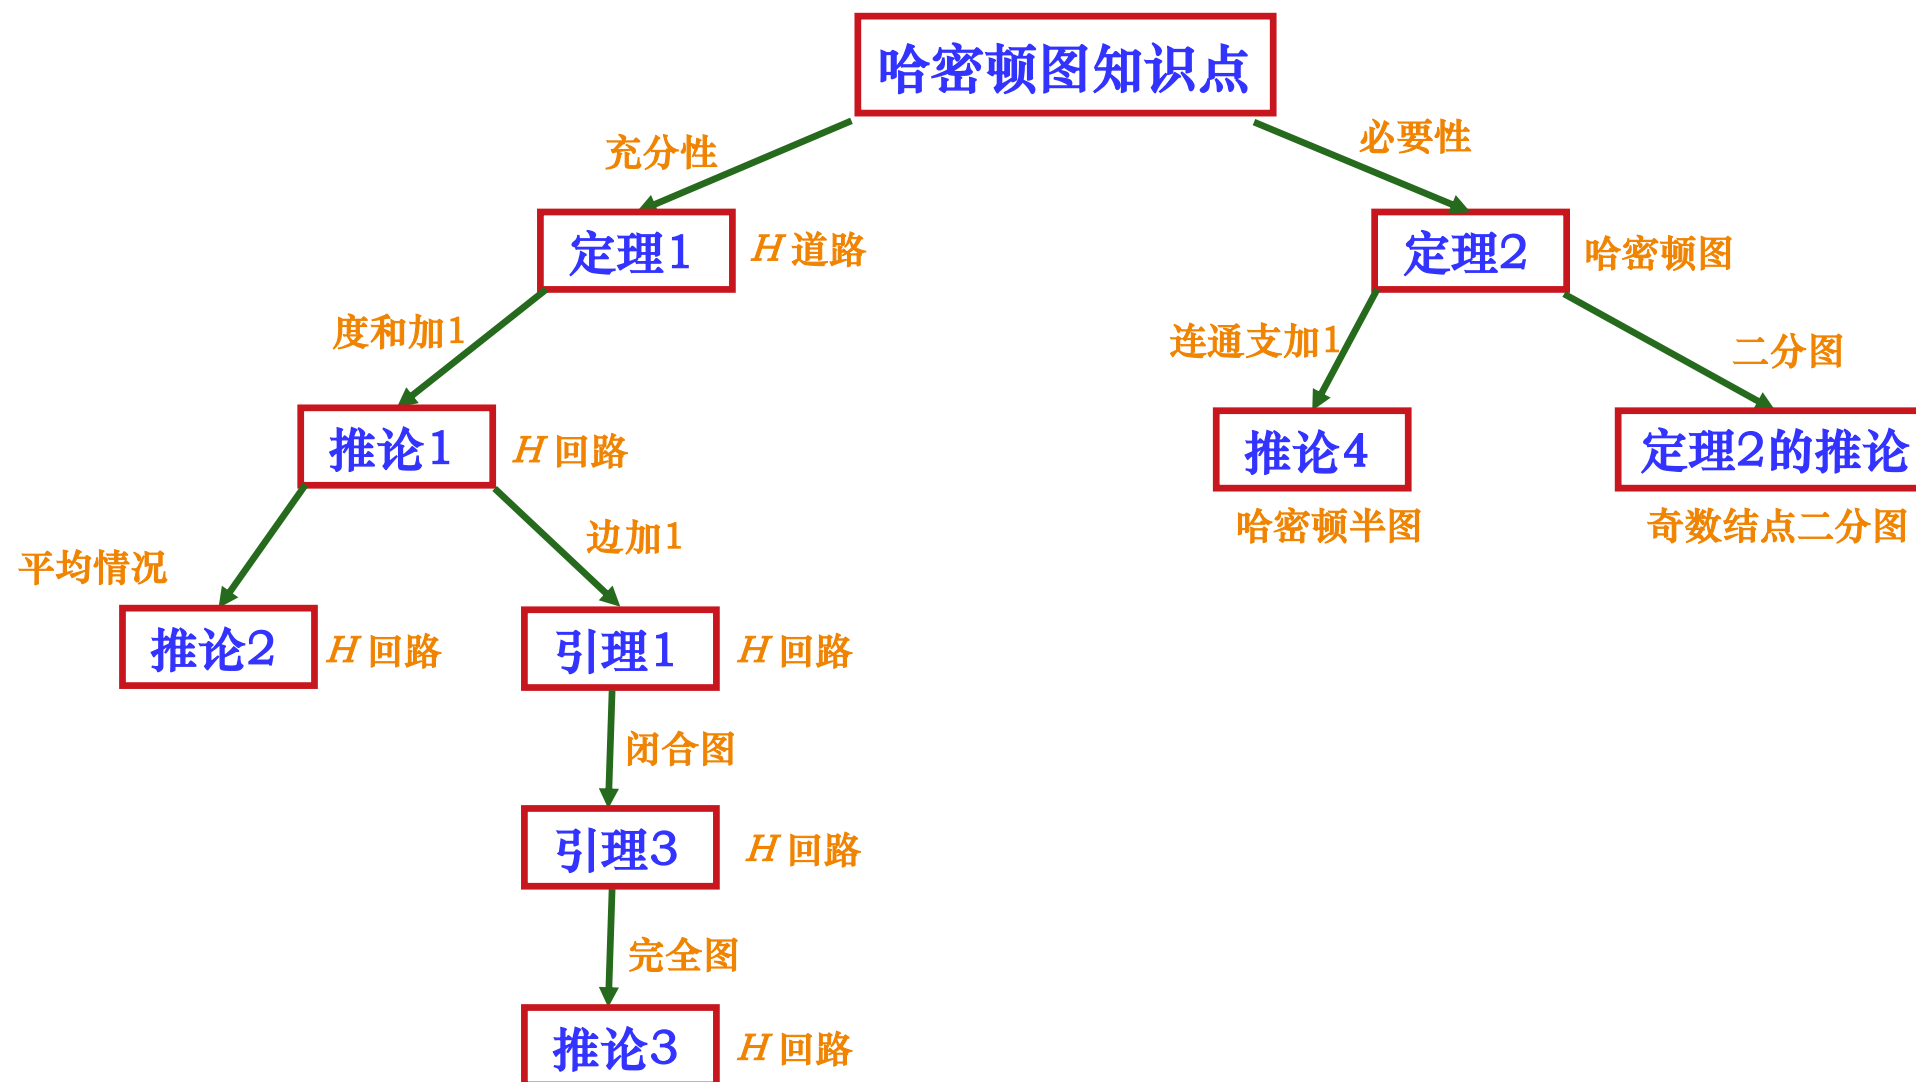 哈密顿图知识点
充分性
必要性
定理1
H 道路
定理2
哈密顿图
度和加1
连通支加1
二分图
推论1
H 回路
推论4
定理2的推论
哈密顿半图
奇数结点二分图
平均情况
边加1
推论2
H 回路
引理1
H 回路
闭合图
引理3
H 回路
完全图
推论3
H 回路